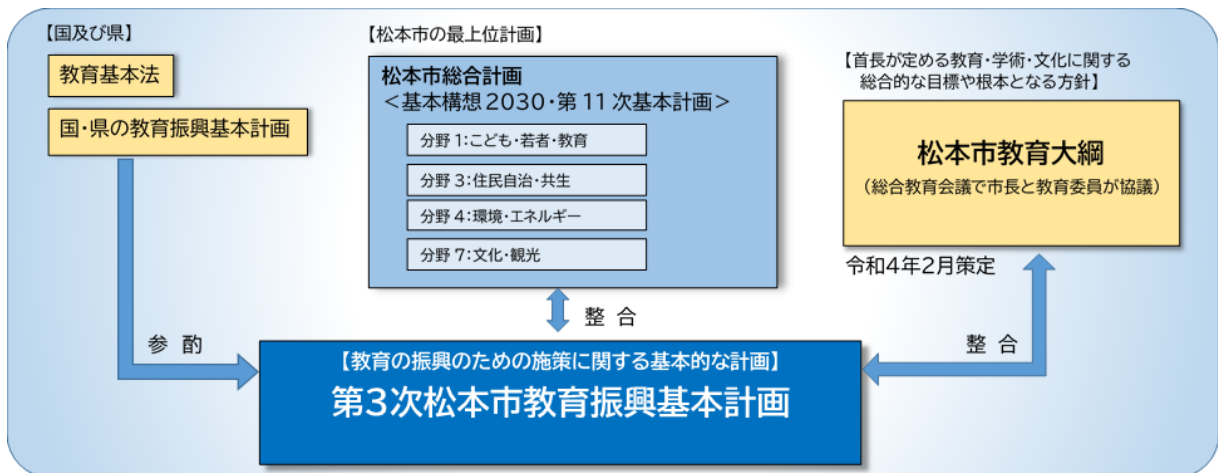 【国及び県】
教育基本法
国・県の教育振興基本計画
参 酌
【松本市の最上位計画】
松本市総合計画
＜基本構想2030・第11次基本計画＞
分野1:こども・若者・教育
分野3:住民自治・共生
分野4:環境・エネルギー
分野7:文化・観光
整 合
【首長が定める教育・学術・文化に関する
総合的な目標や根本となる方針】
松本市教育大綱
（総合教育会議で市長と教育委員が協議）
令和4年2月策定
整 合
【教育の振興のための施策に関する基本的な計画】
第3次松本市教育振興基本計画